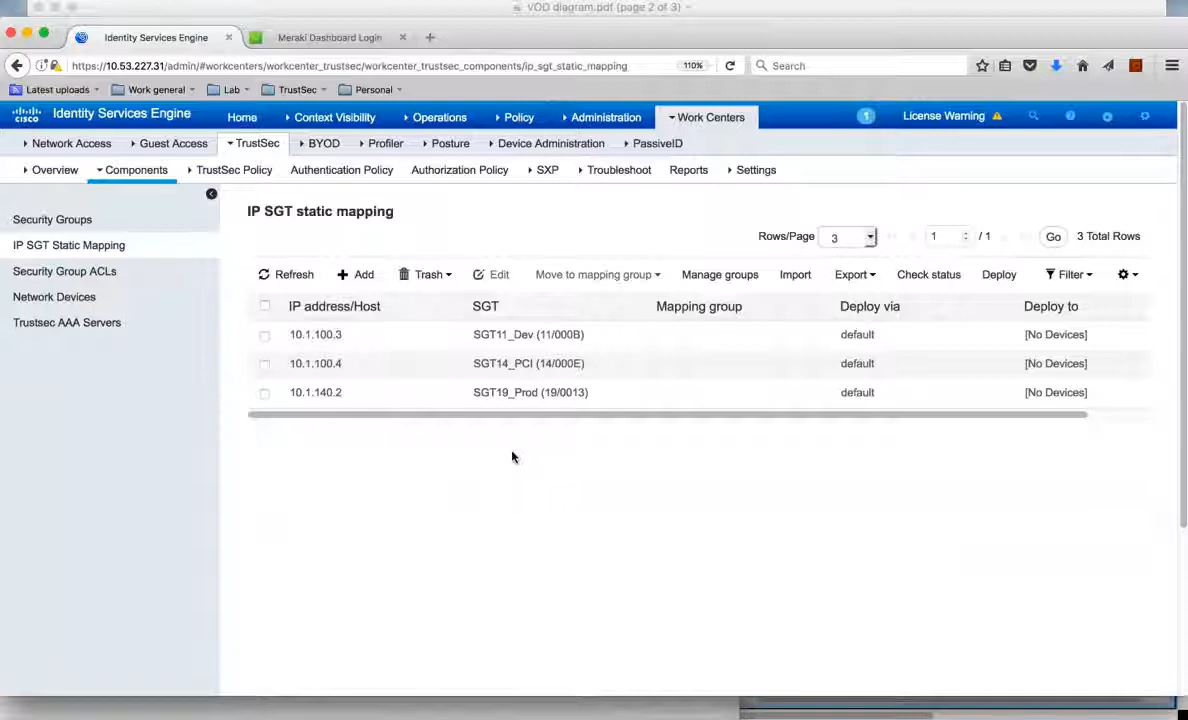 VOD diagram.pdf (page 2 of 3)
Identity Services Engine
Meraki Dashboard Login
https://10.53.227.31/admin/#workcenters/workcenter_trustsec/workcenter_trustsec_components/ip_sgt_static_mapping 110% Search
Latest uploads Work general Lab TrustSec Personal
CISCO Identity Services Engine Home Context Visibility Operations Policy Administration Work Centers 1 License Warning
Network Access Guest Access TrustSec BYOD Profiler Posture Device Administration PassiveID
Overview Components TrustSec Policy Authentication Policy Authorization Policy SXP Troubleshoot Reports Settings
Security Groups
IP SGT Static Mapping
Security Group ACLs
Network Devices
Trustsec AAA Servers
IP SGT static mapping
Rows/Page 3 1 / 1 Go 3 Total Rows
Refresh Add Trash Edit Move to mapping group Manage groups Import Export Check status Deploy Filter
IP address/Host SGT Mapping group Deploy via Deploy to
10.1.100.3 SGT11_Dev (11/000B) default [No Devices]
10.1.100.4 SGT14_PCI (14/000E) default [No Devices]
10.1.140.2 SGT19_Prod (19/0013) default [No Devices]